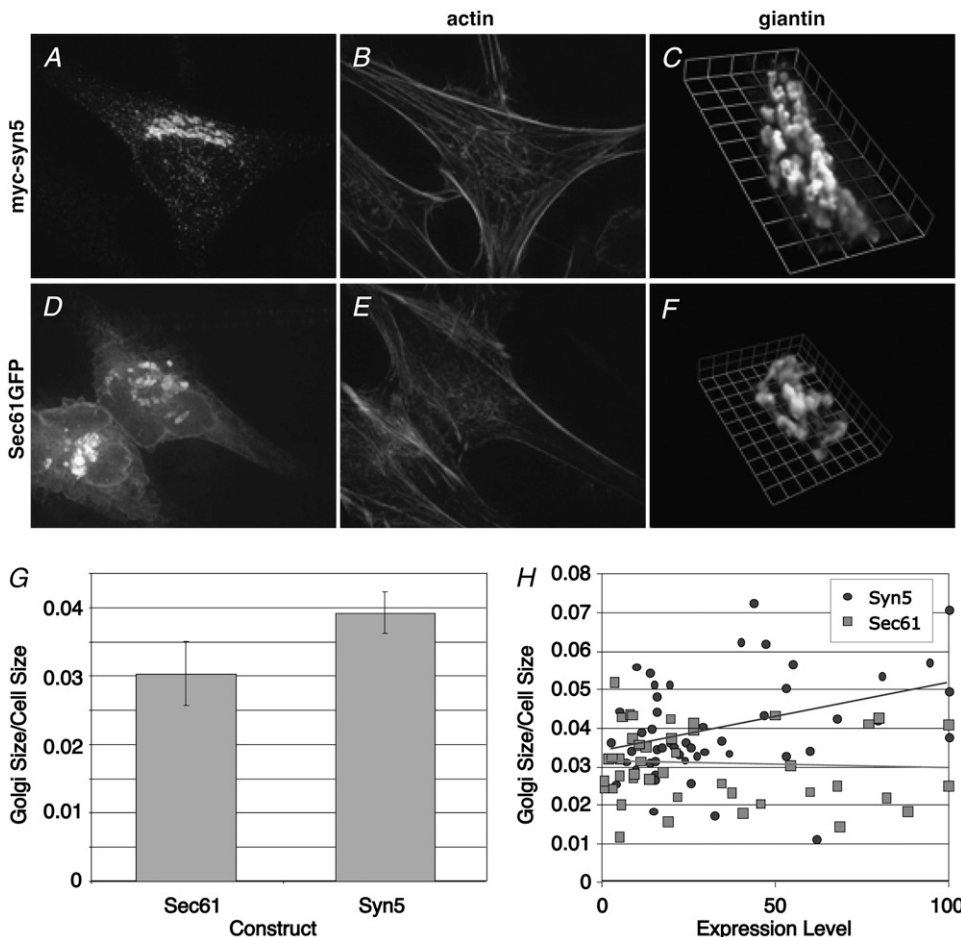 actin giantin
A B C
myc-syn5
D E F
Sec61GFP
G
Golgi Size/Cell Size
0.04
0.03
0.02
0.01
0
Sec61 Syn5
Construct
H
Golgi Size/Cell Size
0.08
0.07
0.06
0.05
0.04
0.03
0.02
0.01
0
Syn5
Sec61
0 50 100
Expression Level